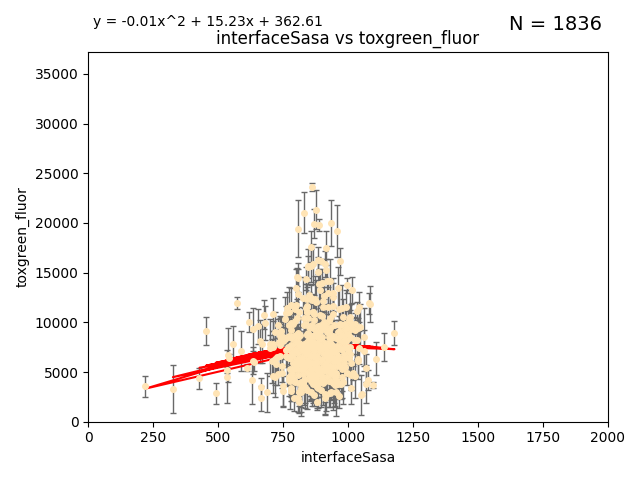 y = -0.01x^2 + 15.23x + 362.61
N = 1836
interfaceSasa vs toxgreen_fluor
35000
30000
25000
20000
15000
10000
5000
0
toxgreen_fluor
0 250 500 750 1000 1250 1500 1750 2000
interfaceSasa